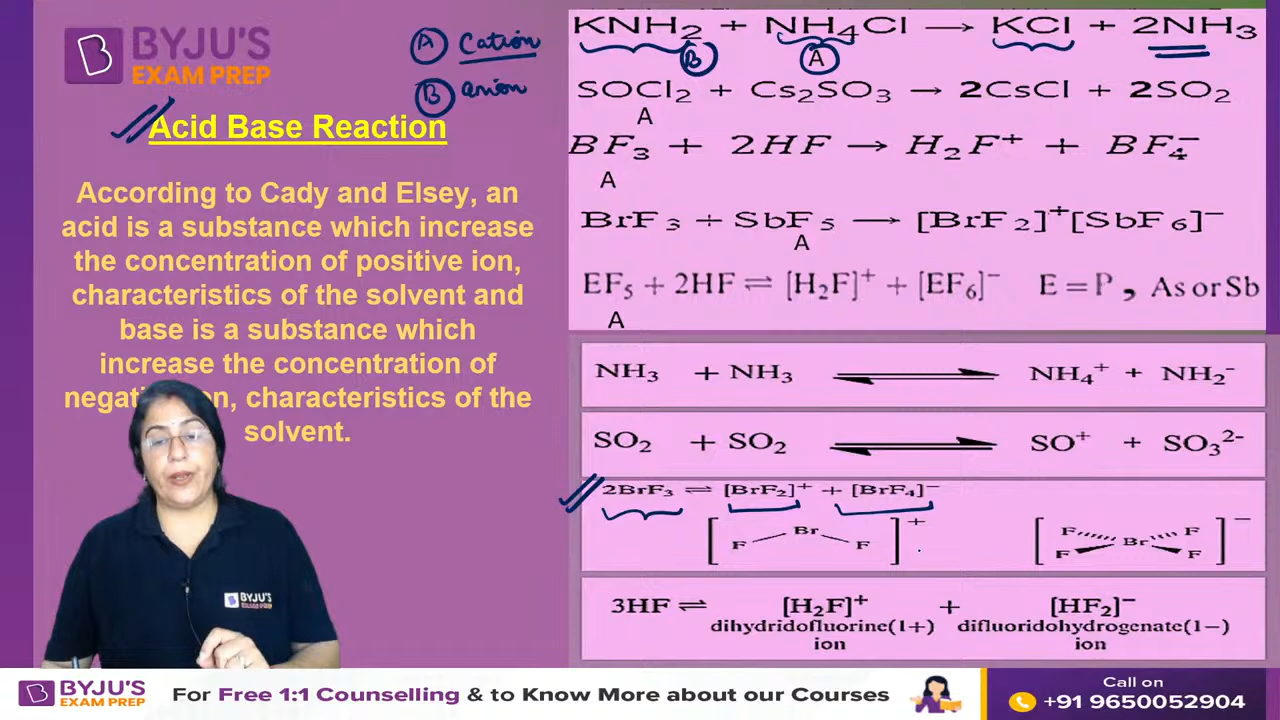 BYJU'S
EXAM PREP
Ⓐ Cation
Ⓑ anion
Acid Base Reaction
According to Cady and Elsey, an
acid is a substance which increase
the concentration of positive ion,
characteristics of the solvent and
base is a substance which
increase the concentration of
on, characteristics of the
solvent.
KNH₂ + NH₄Cl → KCl + 2NH₃
Ⓑ Ⓐ
SOCl₂ + Cs₂SO₃ → 2CsCl + 2SO₂
A
BF₃ + 2HF → H₂F⁺ + BF₄⁻
A
BrF₃ + SbF₅ → [BrF₂]⁺[SbF₆]⁻
A
EF₅ + 2HF ⇌ [H₂F]⁺ + [EF₆]⁻ E = P, As or Sb
A
NH₃ + NH₃ ⇌ NH₄⁺ + NH₂⁻
SO₂ + SO₂ ⇌ SO⁺ + SO₃²⁻
2BrF₃ ⇌ [BrF₂]⁺ + [BrF₄]⁻
[F Br F]⁺ [F F Br F F]⁻
3HF ⇌ [H₂F]⁺ + [HF₂]⁻
dihydridofluorine(1+) difluoridohydrogenate(1−)
ion ion
BYJU'S
EXAM PREP
BYJU'S
EXAM PREP
For Free 1:1 Counselling & to Know More about our Courses
Call on
+91 9650052904